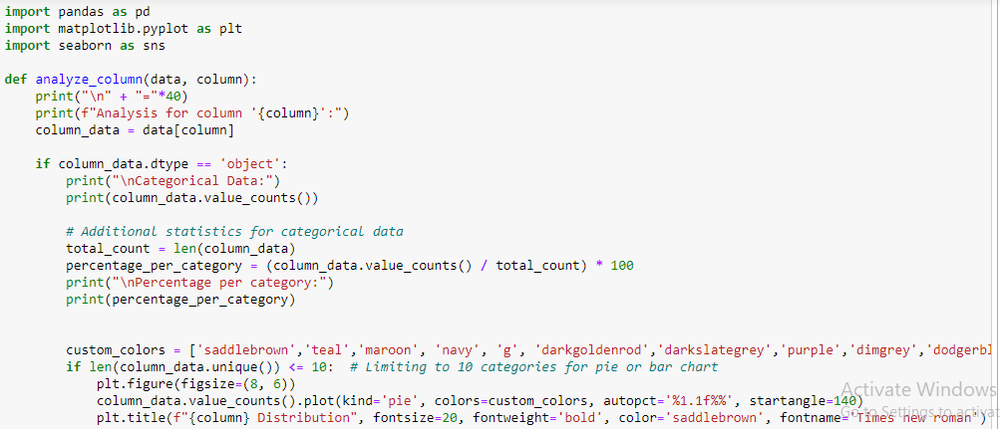 import pandas as pd
import matplotlib.pyplot as plt
import seaborn as sns
def analyze_column(data, column):
    print("\n" + "="*40)
    print(f"Analysis for column '{column}':")
    column_data = data[column]
    if column_data.dtype == 'object':
        print("\nCategorical Data:")
        print(column_data.value_counts())
        # Additional statistics for categorical data
        total_count = len(column_data)
        percentage_per_category = (column_data.value_counts() / total_count) * 100
        print("\nPercentage per category:")
        print(percentage_per_category)
        custom_colors = ['saddlebrown','teal','maroon', 'navy', 'g', 'darkgoldenrod','darkslategrey','purple','dimgrey','dodgerbl
        if len(column_data.unique()) <= 10:  # Limiting to 10 categories for pie or bar chart
            plt.figure(figsize=(8, 6))
            column_data.value_counts().plot(kind='pie', colors=custom_colors, autopct='%1.1f%%', startangle=140)
            plt.title(f"{column} Distribution", fontsize=20, fontweight='bold', color='saddlebrown', fontname='Times new roman')
Activate Windows
Go to Settings to activat